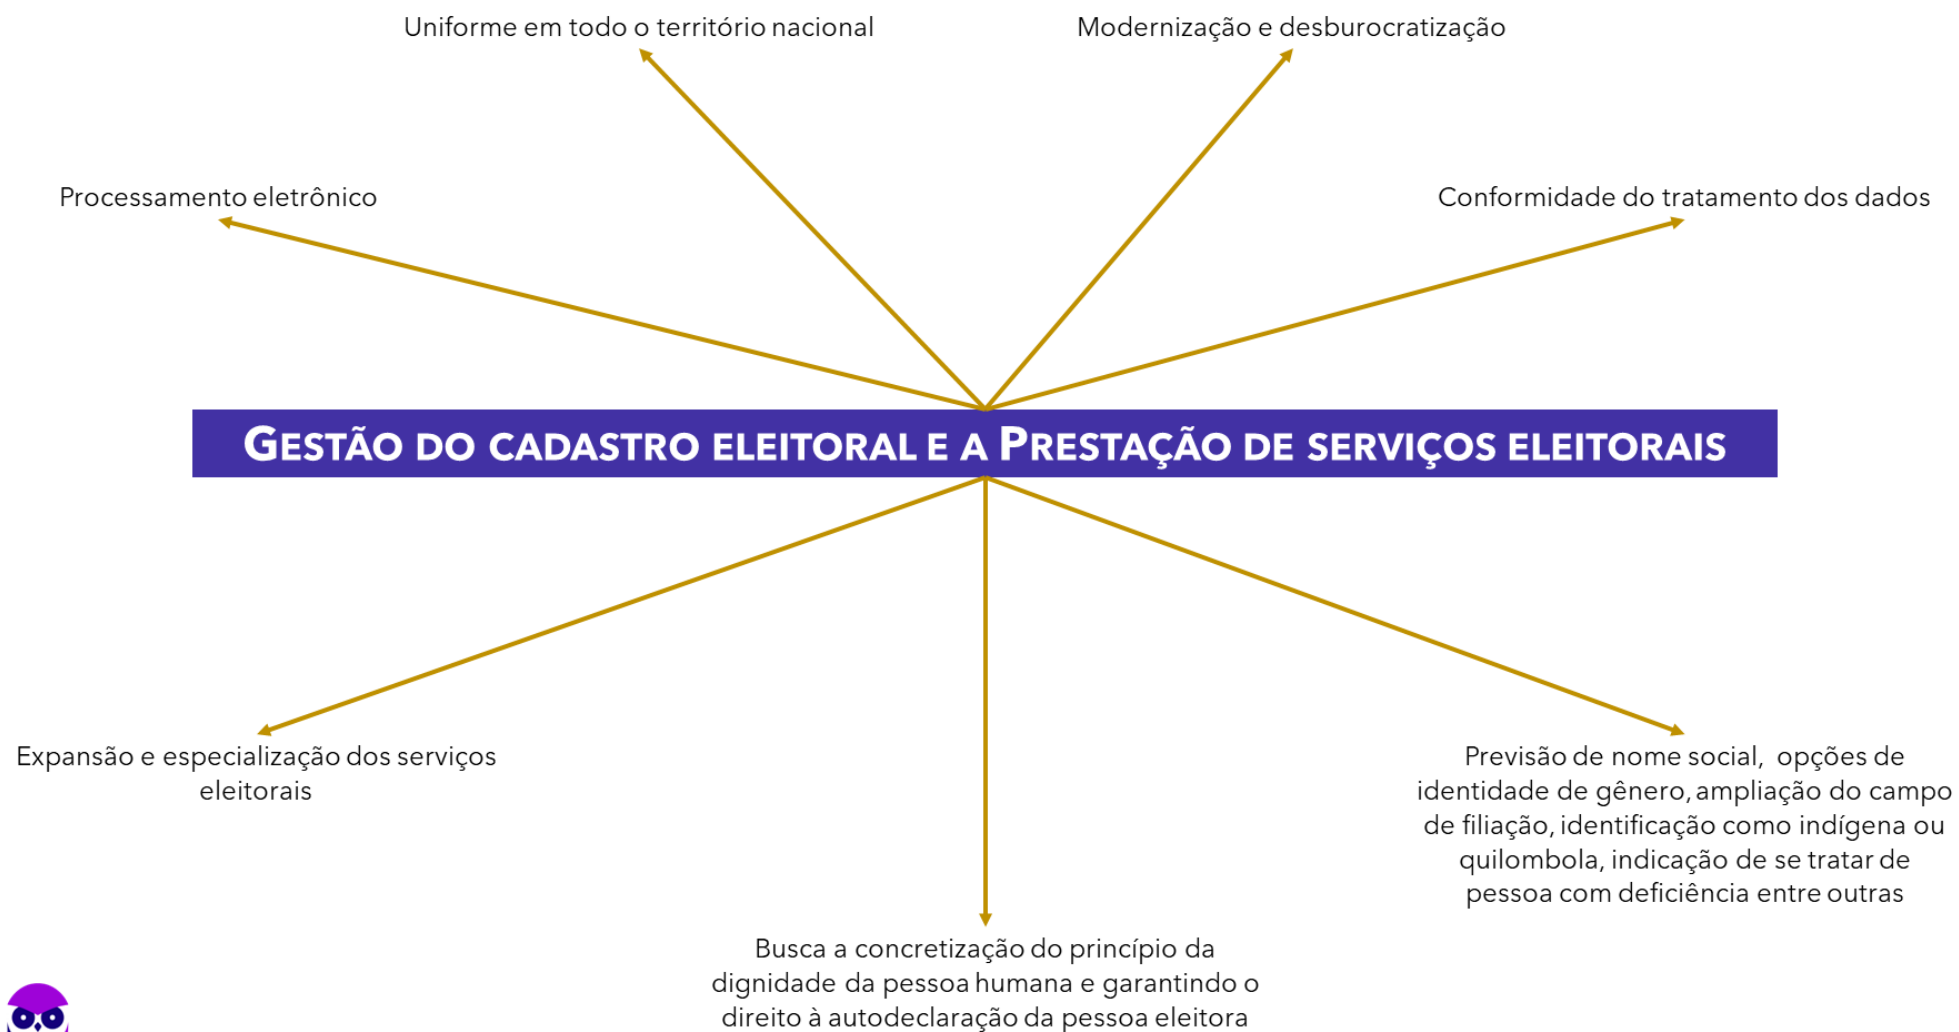 Uniforme em todo o território nacional
Modernização e desburocratização
Processamento eletrônico
Conformidade do tratamento dos dados
GESTÃO DO CADASTRO ELEITORAL E A PRESTAÇÃO DE SERVIÇOS ELEITORAIS
Expansão e especialização dos serviços
eleitorais
Previsão de nome social, opções de
identidade de gênero, ampliação do campo
de filiação, identificação como indígena ou
quilombola, indicação de se tratar de
pessoa com deficiência entre outras
Busca a concretização do princípio da
dignidade da pessoa humana e garantindo o
direito à autodeclaração da pessoa eleitora